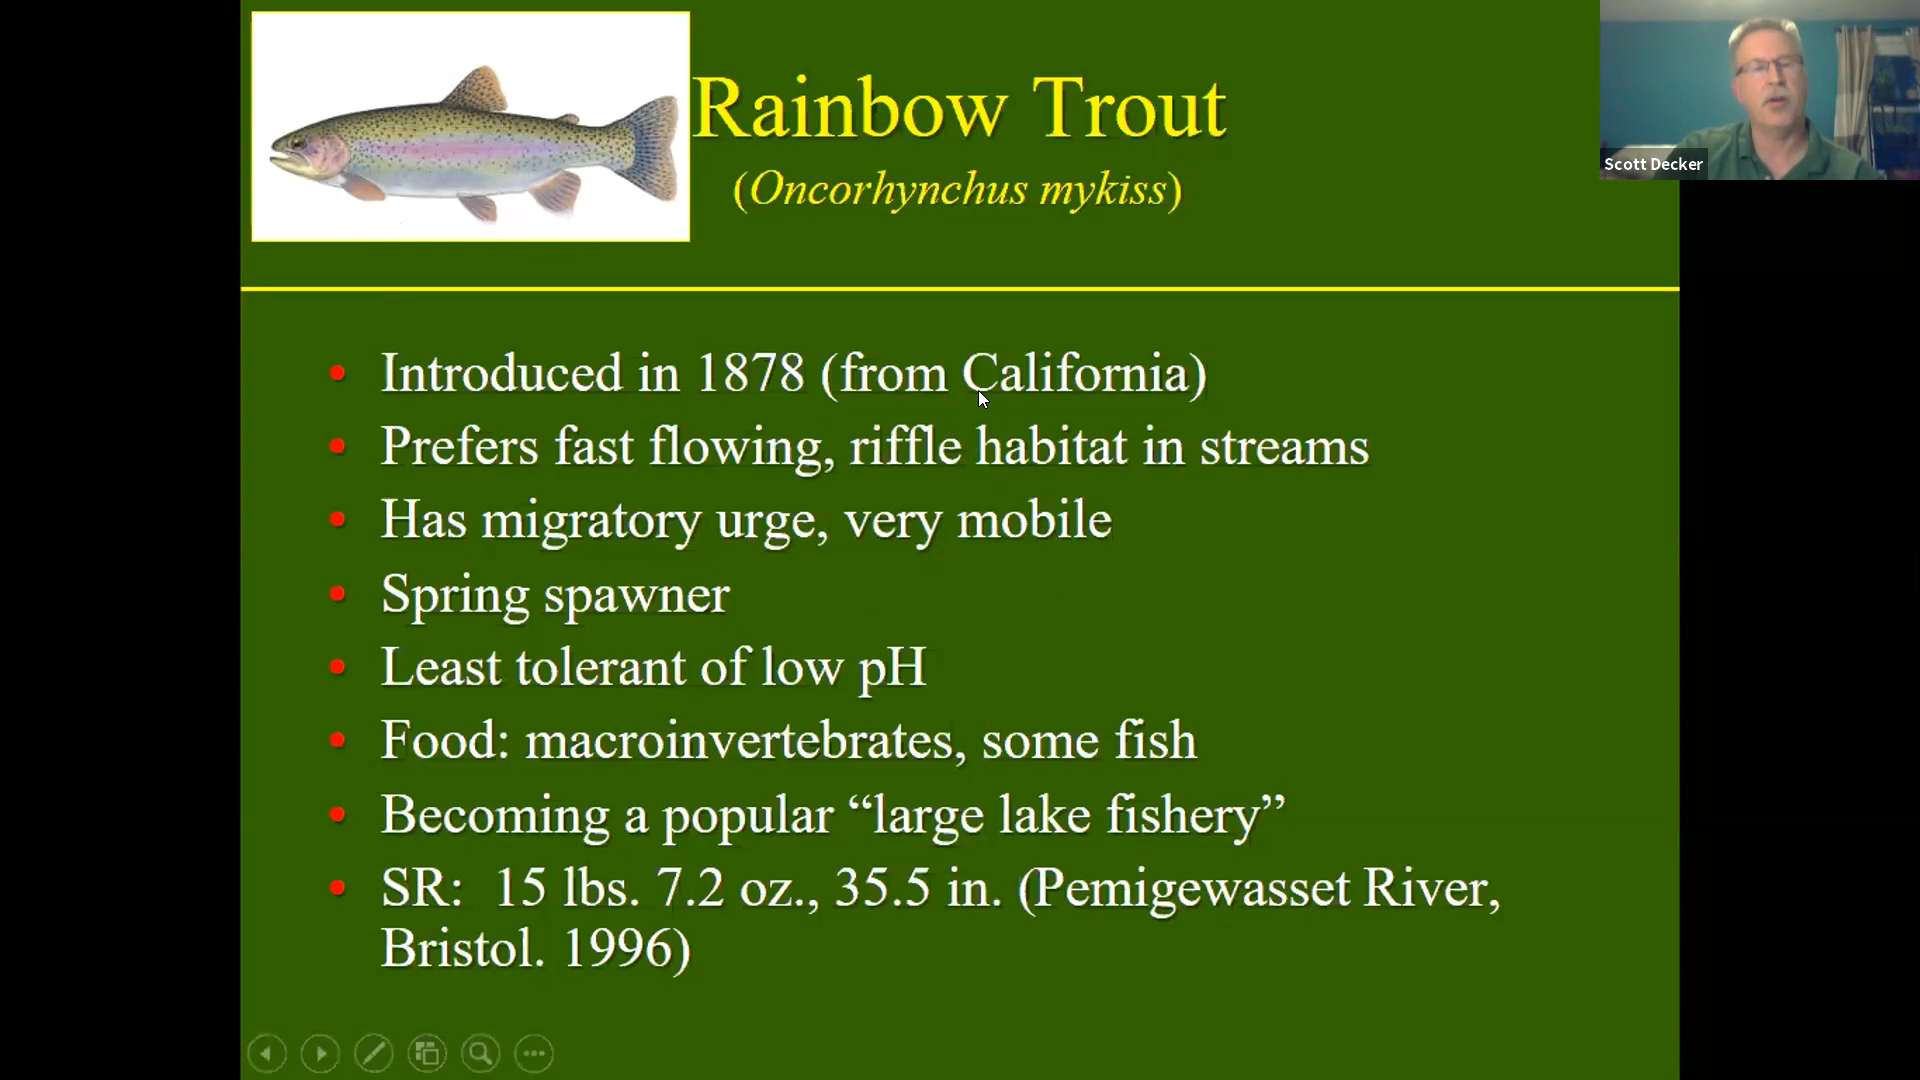 Rainbow Trout
(Oncorhynchus mykiss)
Scott Decker
• Introduced in 1878 (from California)
• Prefers fast flowing, riffle habitat in streams
• Has migratory urge, very mobile
• Spring spawner
• Least tolerant of low pH
• Food: macroinvertebrates, some fish
• Becoming a popular “large lake fishery”
• SR:  15 lbs. 7.2 oz., 35.5 in. (Pemigewasset River,
Bristol. 1996)